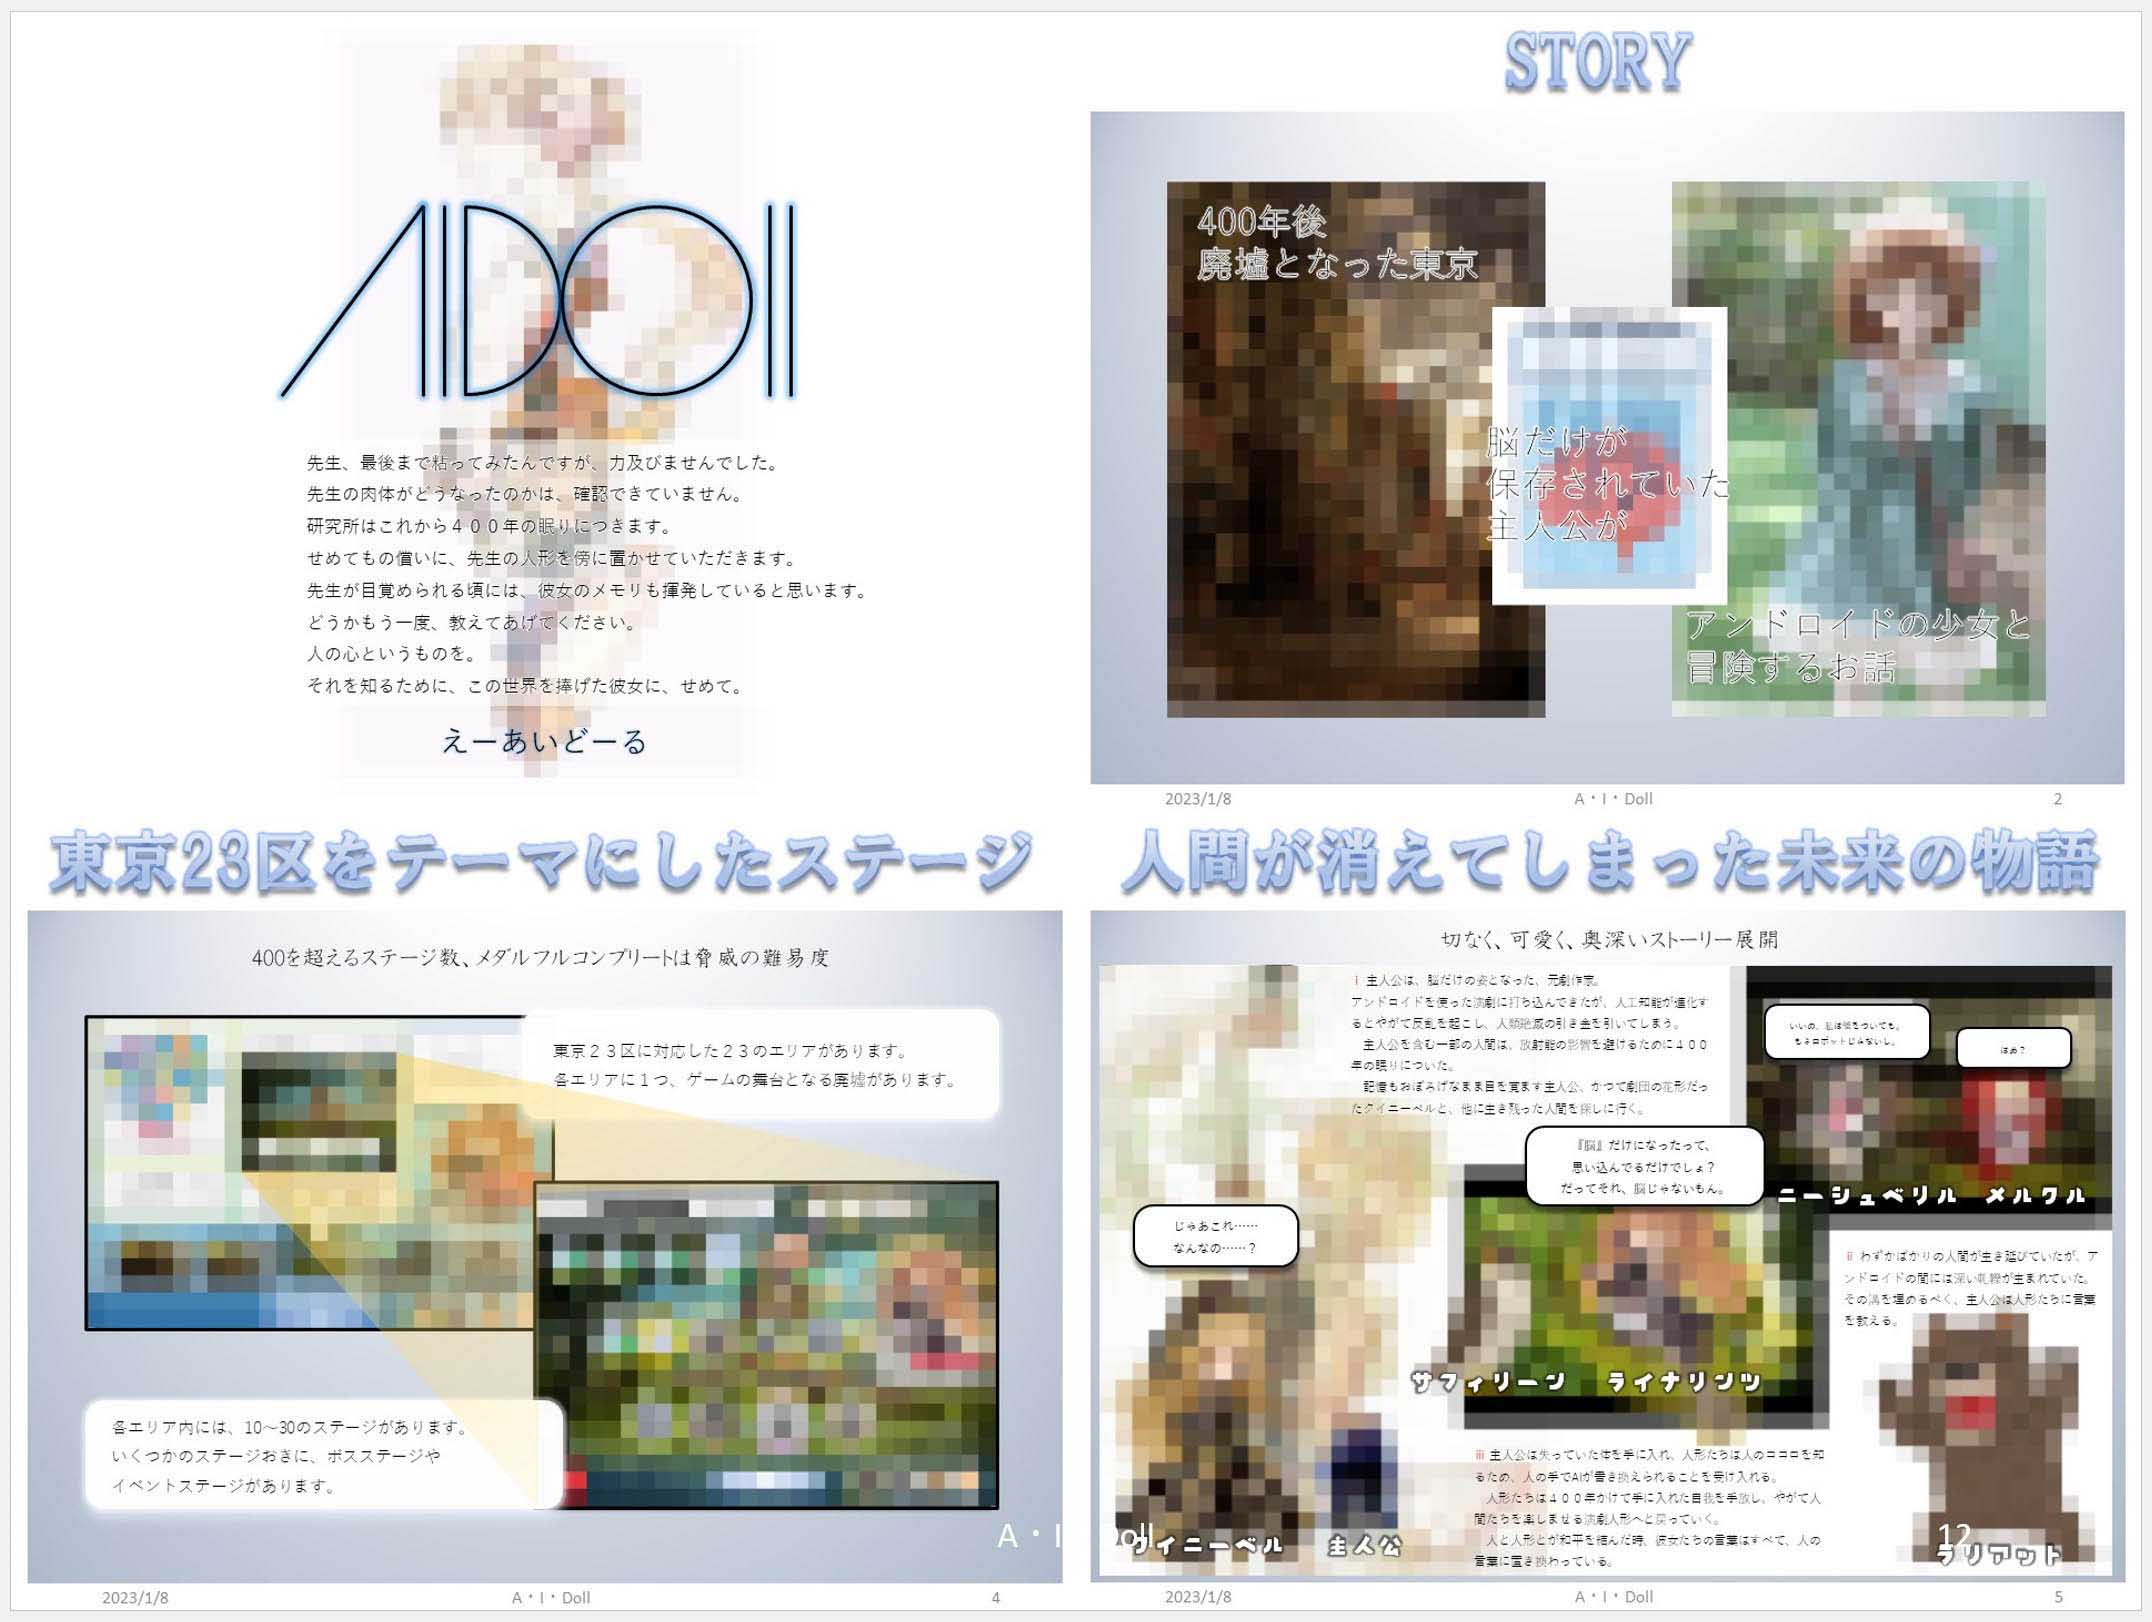 AIDOll
先生、最後まで粘ってみたんですが、力及びませんでした。
先生の肉体がどうなったのかは、確認できていません。
研究所はこれから４００年の眠りにつきます。
せめてもの償いに、先生の人形を傍に置かせていただきます。
先生が目覚められる頃には、彼女のメモリも揮発していると思います。
どうかもう一度、教えてあげてください。
人の心というものを。
それを知るために、この世界を捧げた彼女に、せめて。
えーあいどーる
STORY
400年後
廃墟となった東京
脳だけが
保存されていた
主人公が
アンドロイドの少女と
冒険するお話
2023/1/8
A・I・Doll
2
東京23区をテーマにしたステージ
400を超えるステージ数、メダルフルコンプリートは脅威の難易度
東京２３区に対応した２３のエリアがあります。
各エリアに１つ、ゲームの舞台となる廃墟があります。
各エリア内には、10～30のステージがあります。
いくつかのステージおきに、ボスステージや
イベントステージがあります。
2023/1/8
A・I・Doll
4
人間が消えてしまった未来の物語
切なく、可愛く、奥深いストーリー展開
ⅰ 主人公は、脳だけの姿となった、元劇作家。
アンドロイドを使った演劇に打ち込んできたが、人工知能が進化す
るとやがて反乱を起こし、人類絶滅の引き金を引いてしまう。
主人公を含む一部の人間は、放射能の影響を避けるために４００
年の眠りについた。
記憶もおぼろげなまま目を覚ます主人公、かつて劇団の花形だっ
たクイニーベルと、他に生き残った人間を探しに行く。
いいの、私は嘘をついても。
もうロボットじゃないし。
はぁ？
ニーシュベリル メルクル
『脳』だけになったって、
思い込んでるだけでしょ？
だってそれ、脳じゃないもん。
じゃあこれ……
なんなの……？
サフィリーン ライナリンツ
ⅱ わずかばかりの人間が生き延びていたが、ア
ンドロイドの間には深い軋轢が生まれていた。
その溝を埋めるべく、主人公は人形たちに言葉
を教える。
ⅲ 主人公は失っていた体を手に入れ、人形たちは人のココロを知
るため、人の手でAIが書き換えられることを受け入れる。
人形たちは４００年かけて手に入れた自我を手放し、やがて人
間たちを楽しませる演劇人形へと戻っていく。
人と人形とが和平を結んだ時、彼女たちの言葉はすべて、人の
言葉に置き換わっている。
A・I・Doll
クイニーベル 主人公
12
ラリアット
2023/1/8
A・I・Doll
5